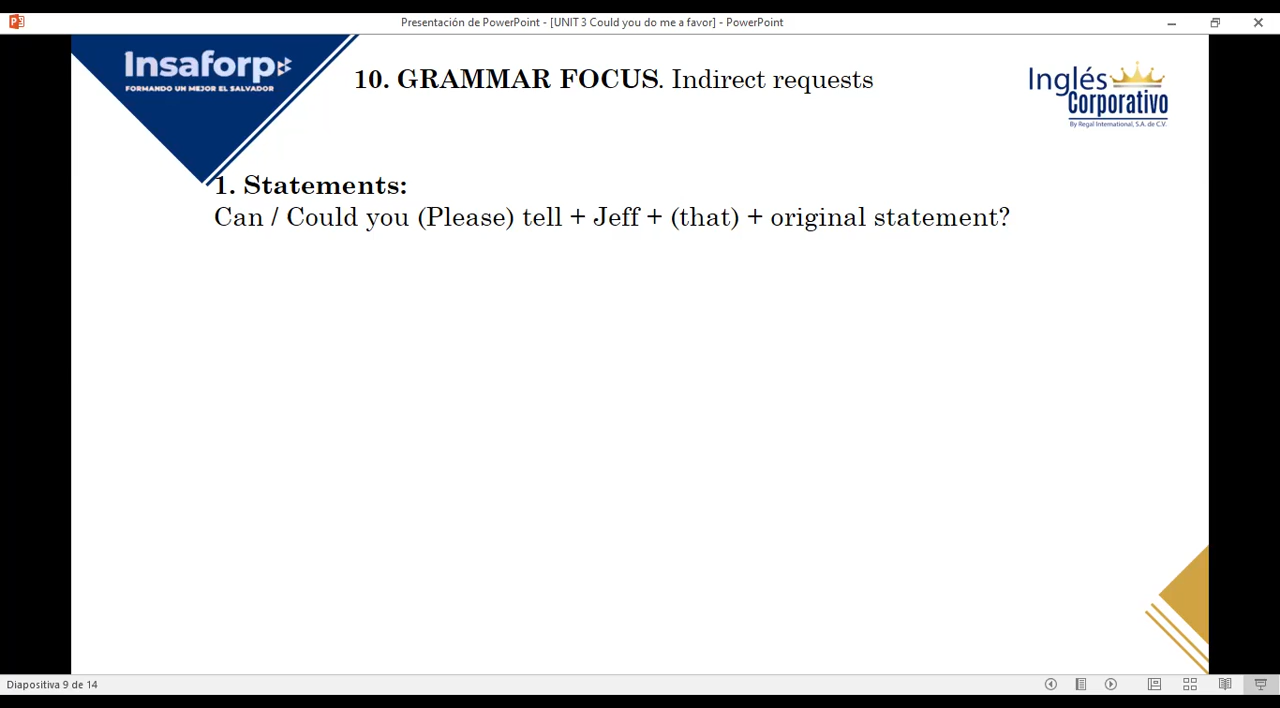 Presentación de PowerPoint - [UNIT 3 Could you do me a favor] - PowerPoint
Insaforp
FORMANDO UN MEJOR EL SALVADOR
10. GRAMMAR FOCUS. Indirect requests
Inglés
Corporativo
By Regal International, S.A. de C.V.
1. Statements:
Can / Could you (Please) tell + Jeff + (that) + original statement?
Diapositiva 9 de 14